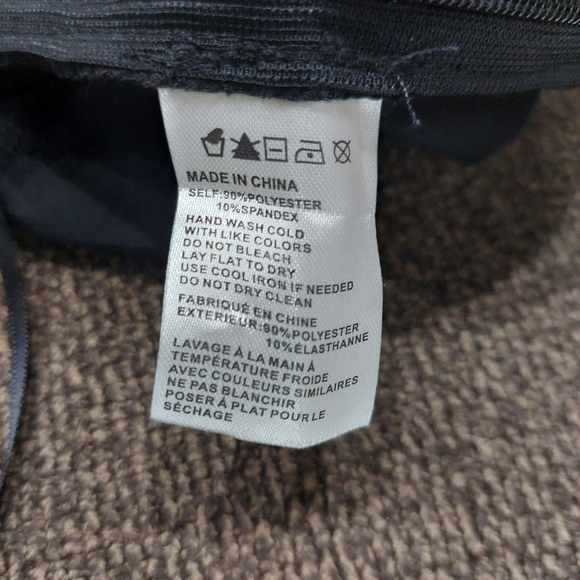 MADE IN CHINA
SELF:90%POLYESTER
10%SPANDEX
HAND WASH COLD
WITH LIKE COLORS
DO NOT BLEACH
LAY FLAT TO DRY
USE COOL IRON IF NEEDED
DO NOT DRY CLEAN
FABRIQUÉ EN CHINE
EXTERIEUR:90%POLYESTER
10%ÉLASTHANNE
LAVAGE À LA MAIN À
TEMPÉRATURE FROIDE
AVEC COULEURS SIMILAIRES
NE PAS BLANCHIR
POSER À PLAT POUR LE
SÉCHAGE